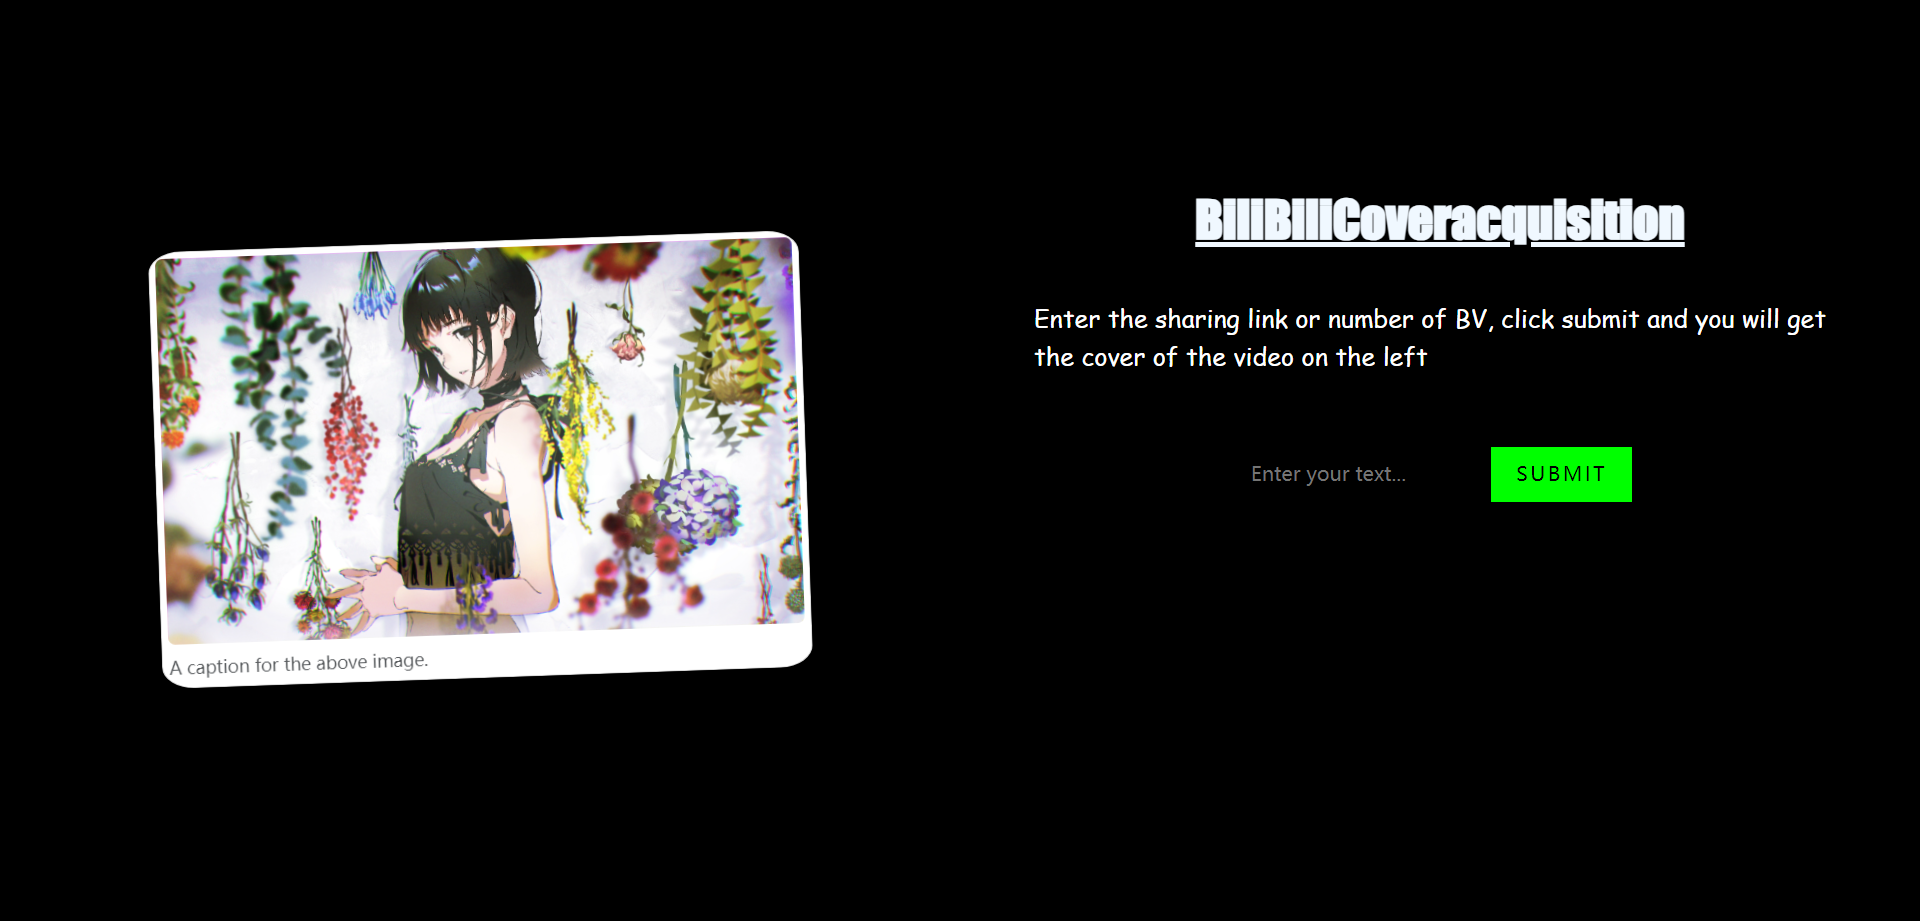 BiliBiliCoveracquisition
Enter the sharing link or number of BV, click submit and you will get
the cover of the video on the left
Enter your text...
SUBMIT
A caption for the above image.